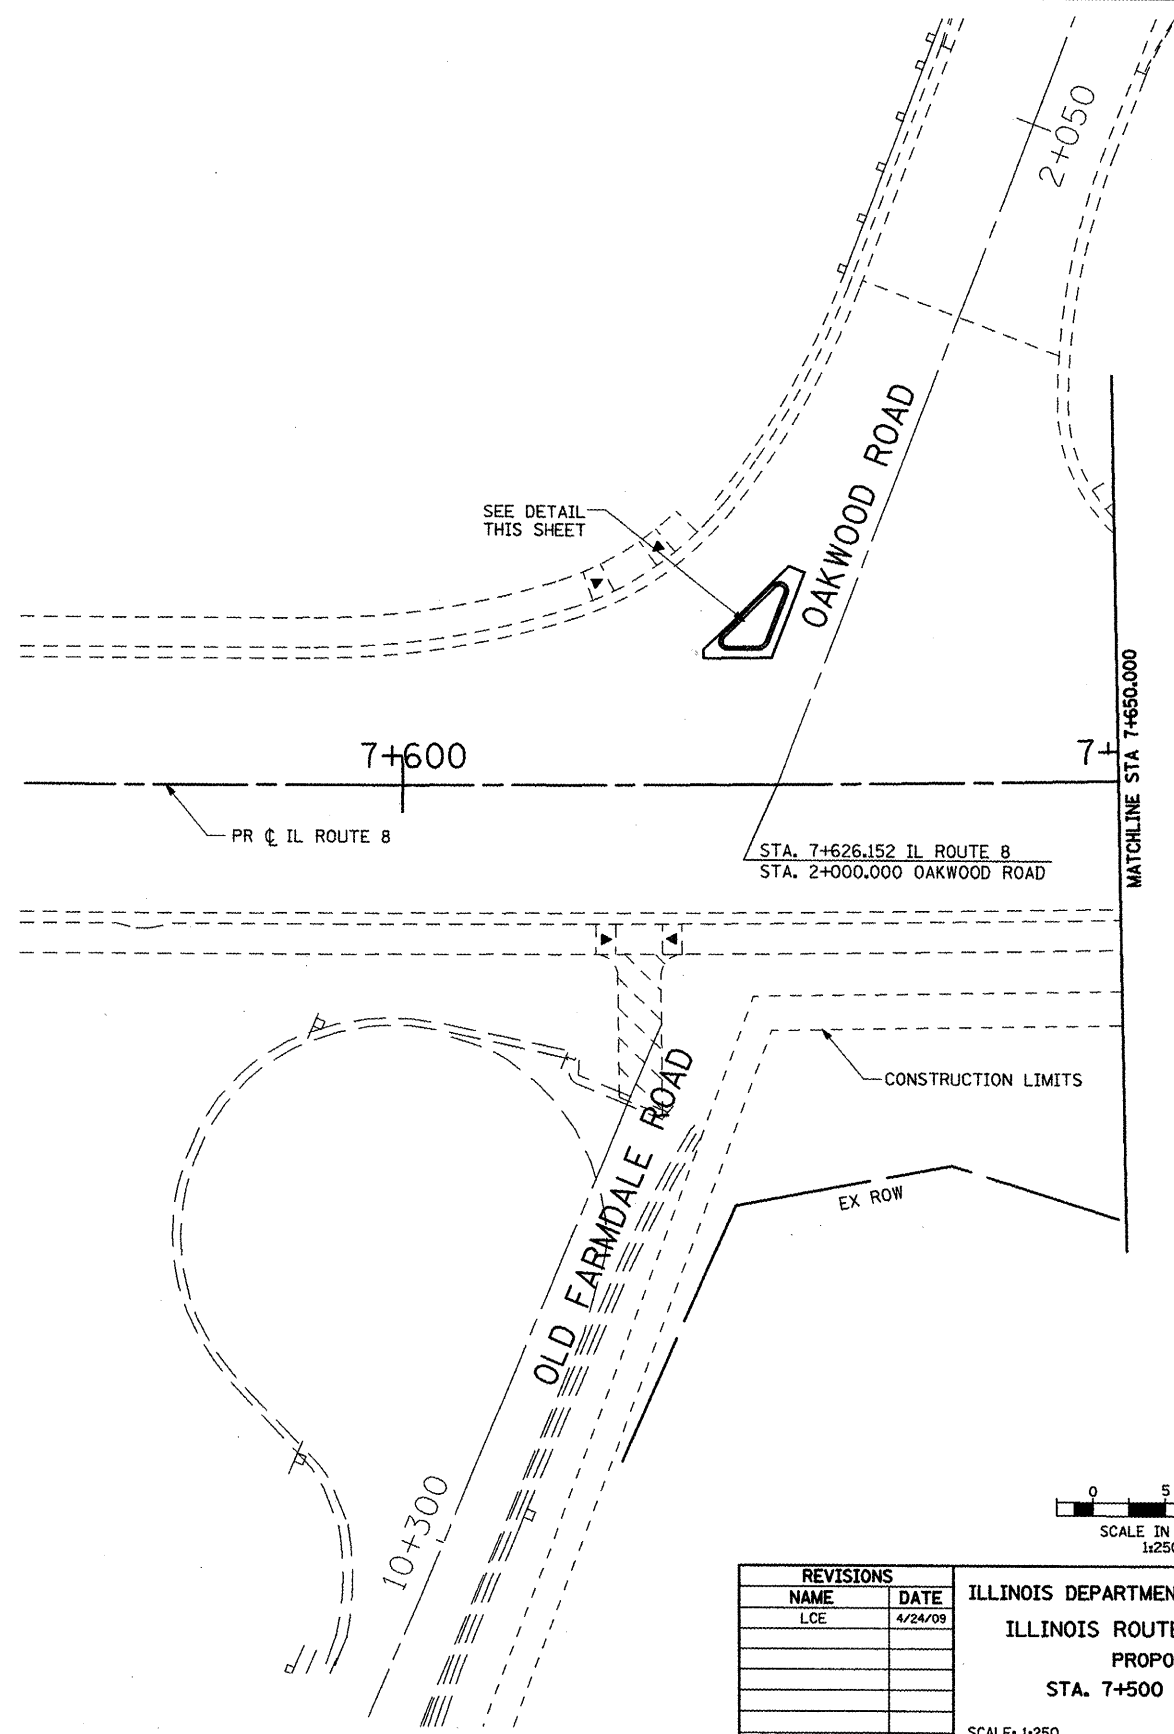 2+050
OAKWOOD ROAD
SEE DETAIL
THIS SHEET
7+600
7+
MATCHLINE STA 7+650.000
PR ℄ IL ROUTE 8
STA. 7+626.152 IL ROUTE 8
STA. 2+000.000 OAKWOOD ROAD
CONSTRUCTION LIMITS
OLD FARMDALE ROAD
EX ROW
10+300
0 5
SCALE IN
1:250
REVISIONS
NAME DATE
LCE 4/24/09
ILLINOIS DEPARTMEN
ILLINOIS ROUTE
PROPO
STA. 7+500
SCALE: 1:250